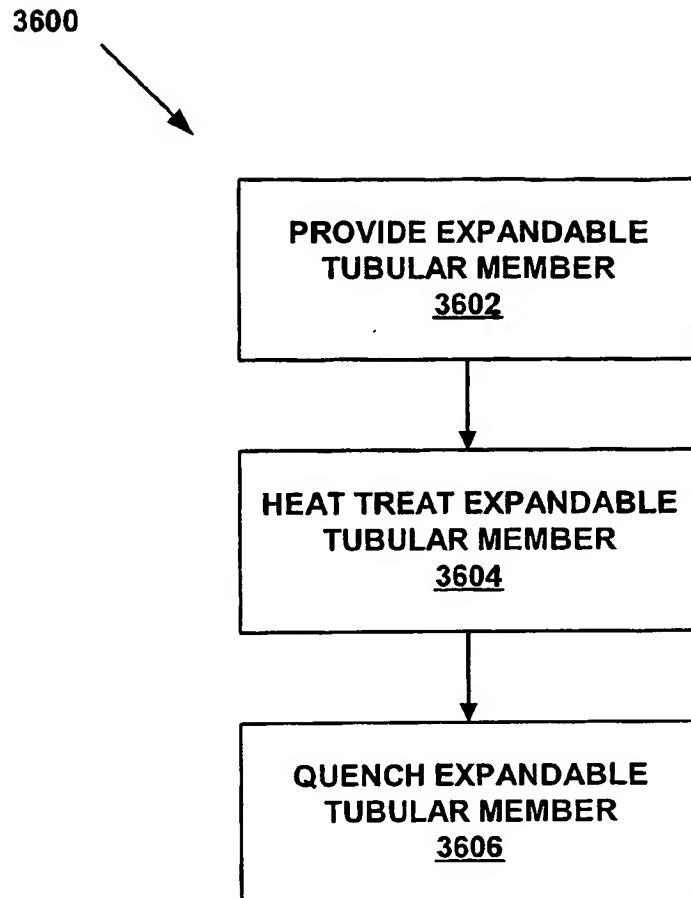 3600
PROVIDE EXPANDABLE
TUBULAR MEMBER
3602
HEAT TREAT EXPANDABLE
TUBULAR MEMBER
3604
QUENCH EXPANDABLE
TUBULAR MEMBER
3606